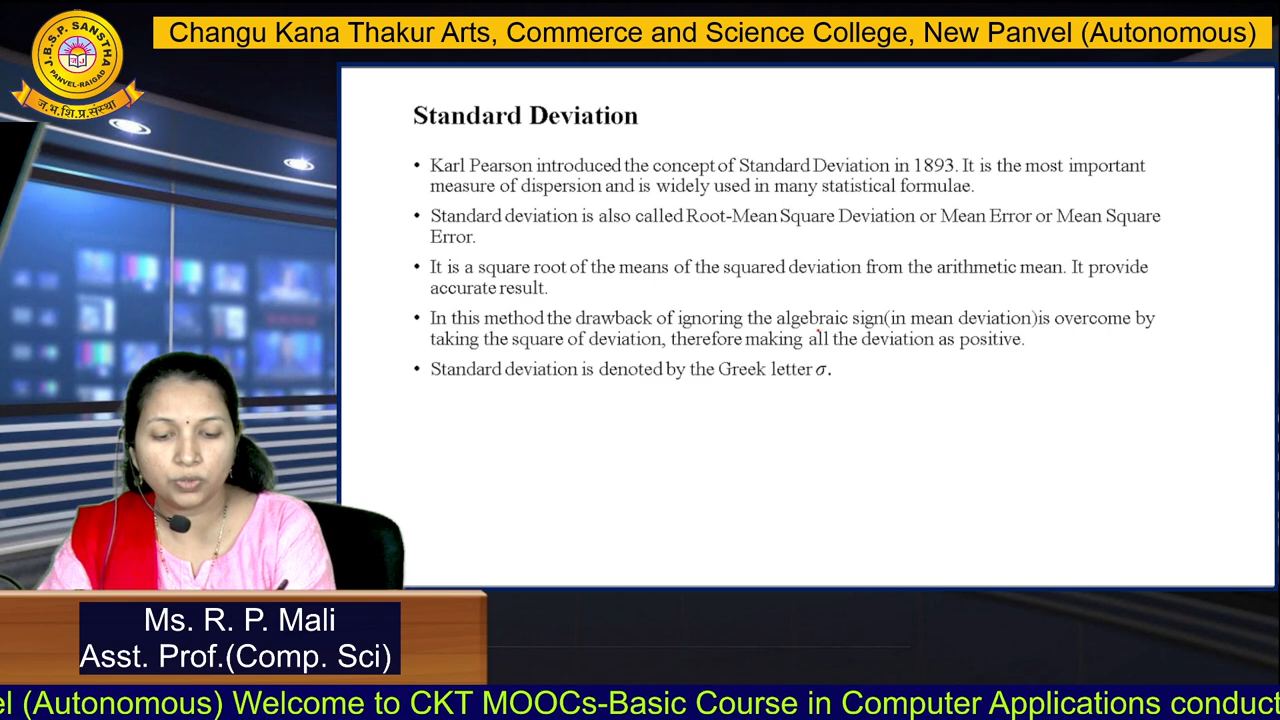 J.B.S.P. SANSTHA
PANVEL-RAIGAD
ज.भ.शि.प्र.संस्था
Changu Kana Thakur Arts, Commerce and Science College, New Panvel (Autonomous)
Standard Deviation
• Karl Pearson introduced the concept of Standard Deviation in 1893. It is the most important
measure of dispersion and is widely used in many statistical formulae.
• Standard deviation is also called Root-Mean Square Deviation or Mean Error or Mean Square
Error.
• It is a square root of the means of the squared deviation from the arithmetic mean. It provide
accurate result.
• In this method the drawback of ignoring the algebraic sign(in mean deviation)is overcome by
taking the square of deviation, therefore making all the deviation as positive.
• Standard deviation is denoted by the Greek letter σ.
Ms. R. P. Mali
Asst. Prof.(Comp. Sci)
el (Autonomous) Welcome to CKT MOOCs-Basic Course in Computer Applications conduct